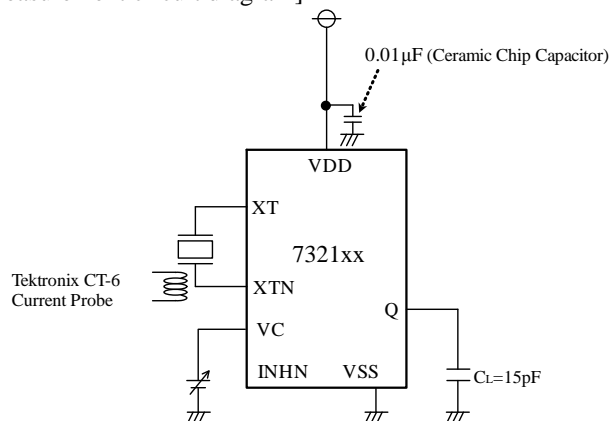 0.01μF (Ceramic Chip Capacitor)
VDD
XT
7321xx
Tektronix CT-6
Current Probe
XTN
Q
VC
INHN VSS
CL=15pF